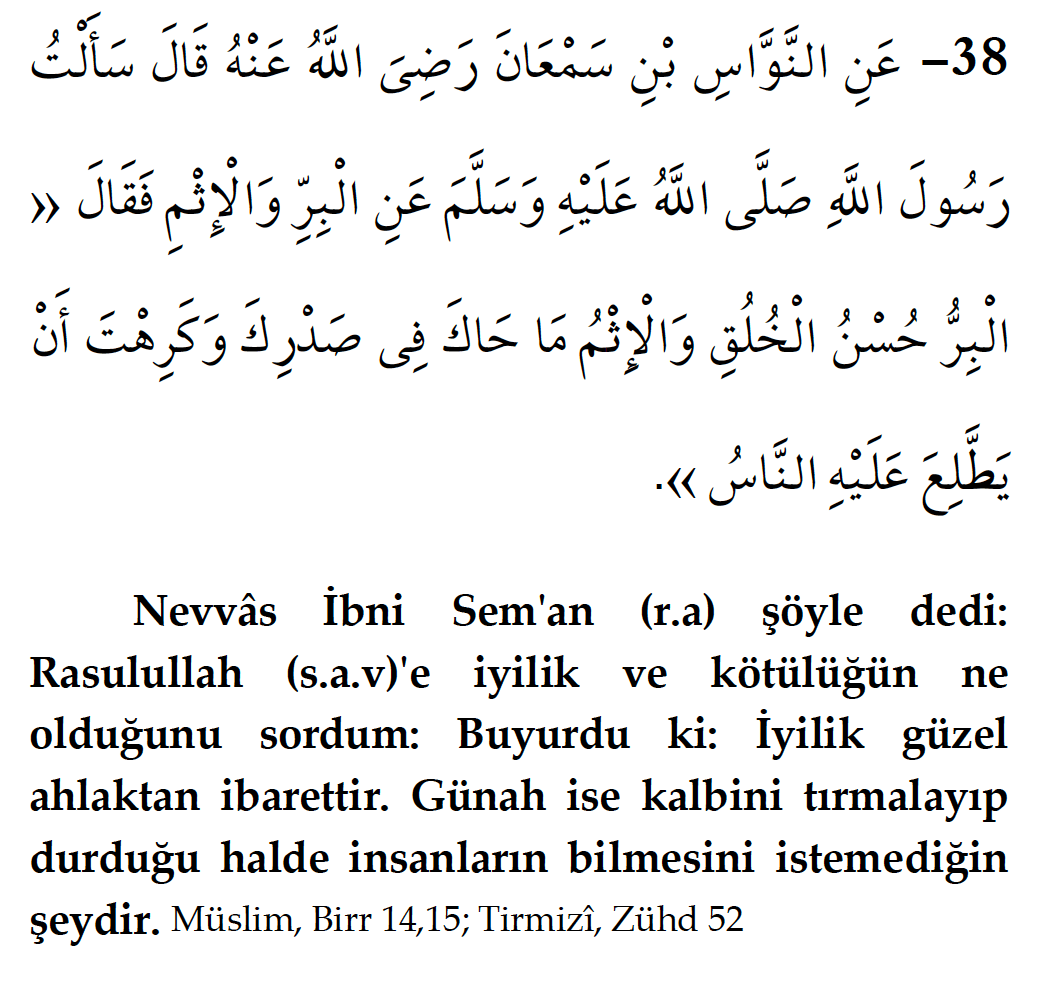 38– عَنِ النَّوَّاسِ بْنِ سَمْعَانَ رَضِىَ اللَّهُ عَنْهُ قَالَ سَأَلْتُ
رَسُولَ اللَّهِ صَلَّى اللَّهُ عَلَيْهِ وَسَلَّمَ عَنِ الْبِرِّ وَالْإِثْمِ فَقَالَ «
الْبِرُّ حُسْنُ الْخُلُقِ وَالْإِثْمُ مَا حَاكَ فِى صَدْرِكَ وَكَرِهْتَ أَنْ
يَطَّلِعَ عَلَيْهِ النَّاسُ ».
Nevvâs İbni Sem'an (r.a) şöyle dedi:
Rasulullah (s.a.v)'e iyilik ve kötülüğün ne
olduğunu sordum: Buyurdu ki: İyilik güzel
ahlaktan ibarettir. Günah ise kalbini tırmalayıp
durduğu halde insanların bilmesini istemediğin
şeydir. Müslim, Birr 14,15; Tirmizî, Zühd 52